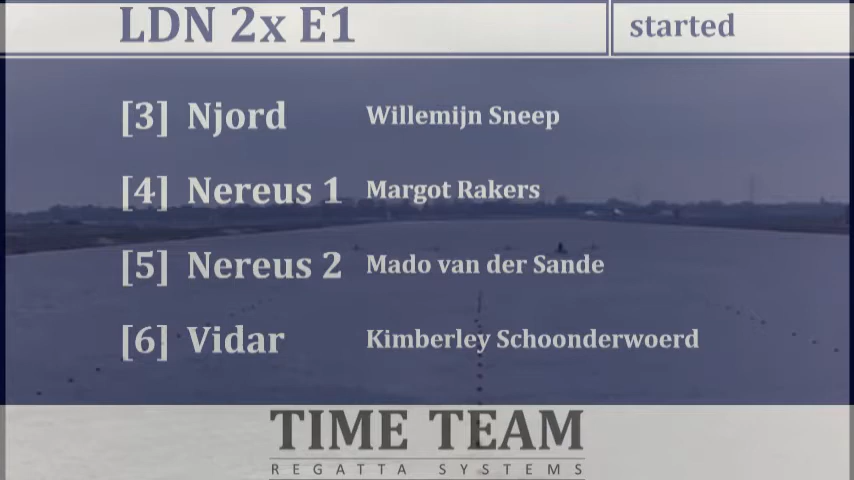 LDN 2x E1
started
[3] Njord Willemijn Sneep
[4] Nereus 1 Margot Rakers
[5] Nereus 2 Mado van der Sande
[6] Vidar Kimberley Schoonderwoerd
TIME TEAM
REGATTA SYSTEMS